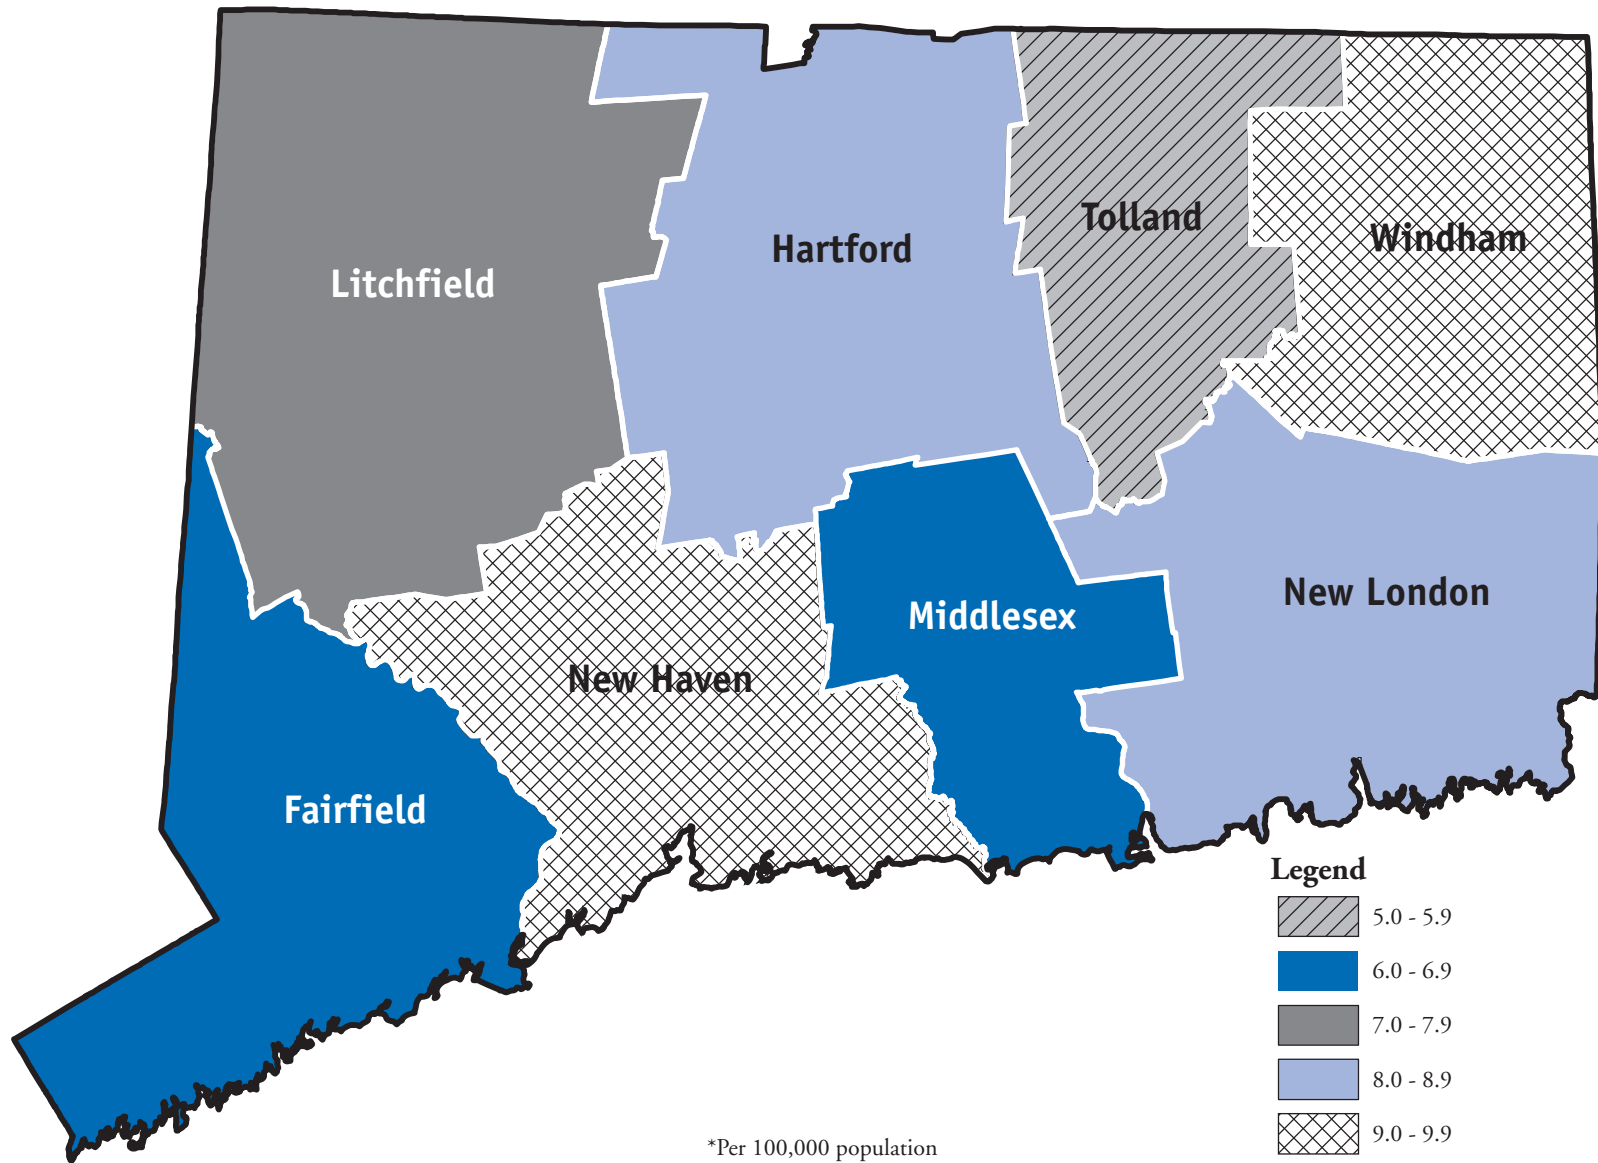 Tolland
Windham
Hartford
Litchfield
New London
Middlesex
New Haven
Fairfield
Legend
5.0 - 5.9
6.0 - 6.9
7.0 - 7.9
8.0 - 8.9
9.0 - 9.9
*Per 100,000 population